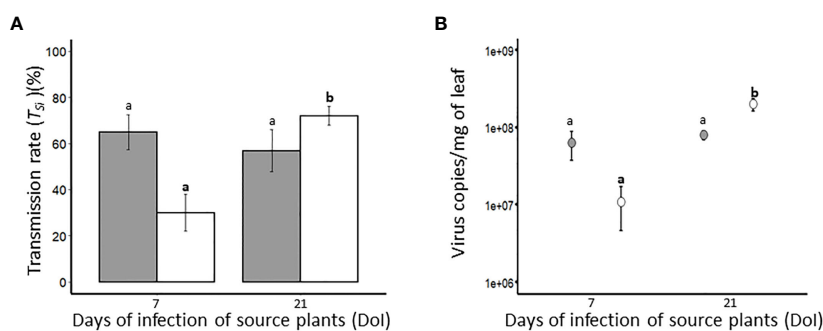 A
Transmission rate (T_Si )(%)
100
80
60
40
20
0
a
a
a
b
7
21
Days of infection of source plants (DoI)
B
Virus copies/mg of leaf
1e+09
1e+08
1e+07
1e+06
a
a
a
b
7
21
Days of infection of source plants (DoI)